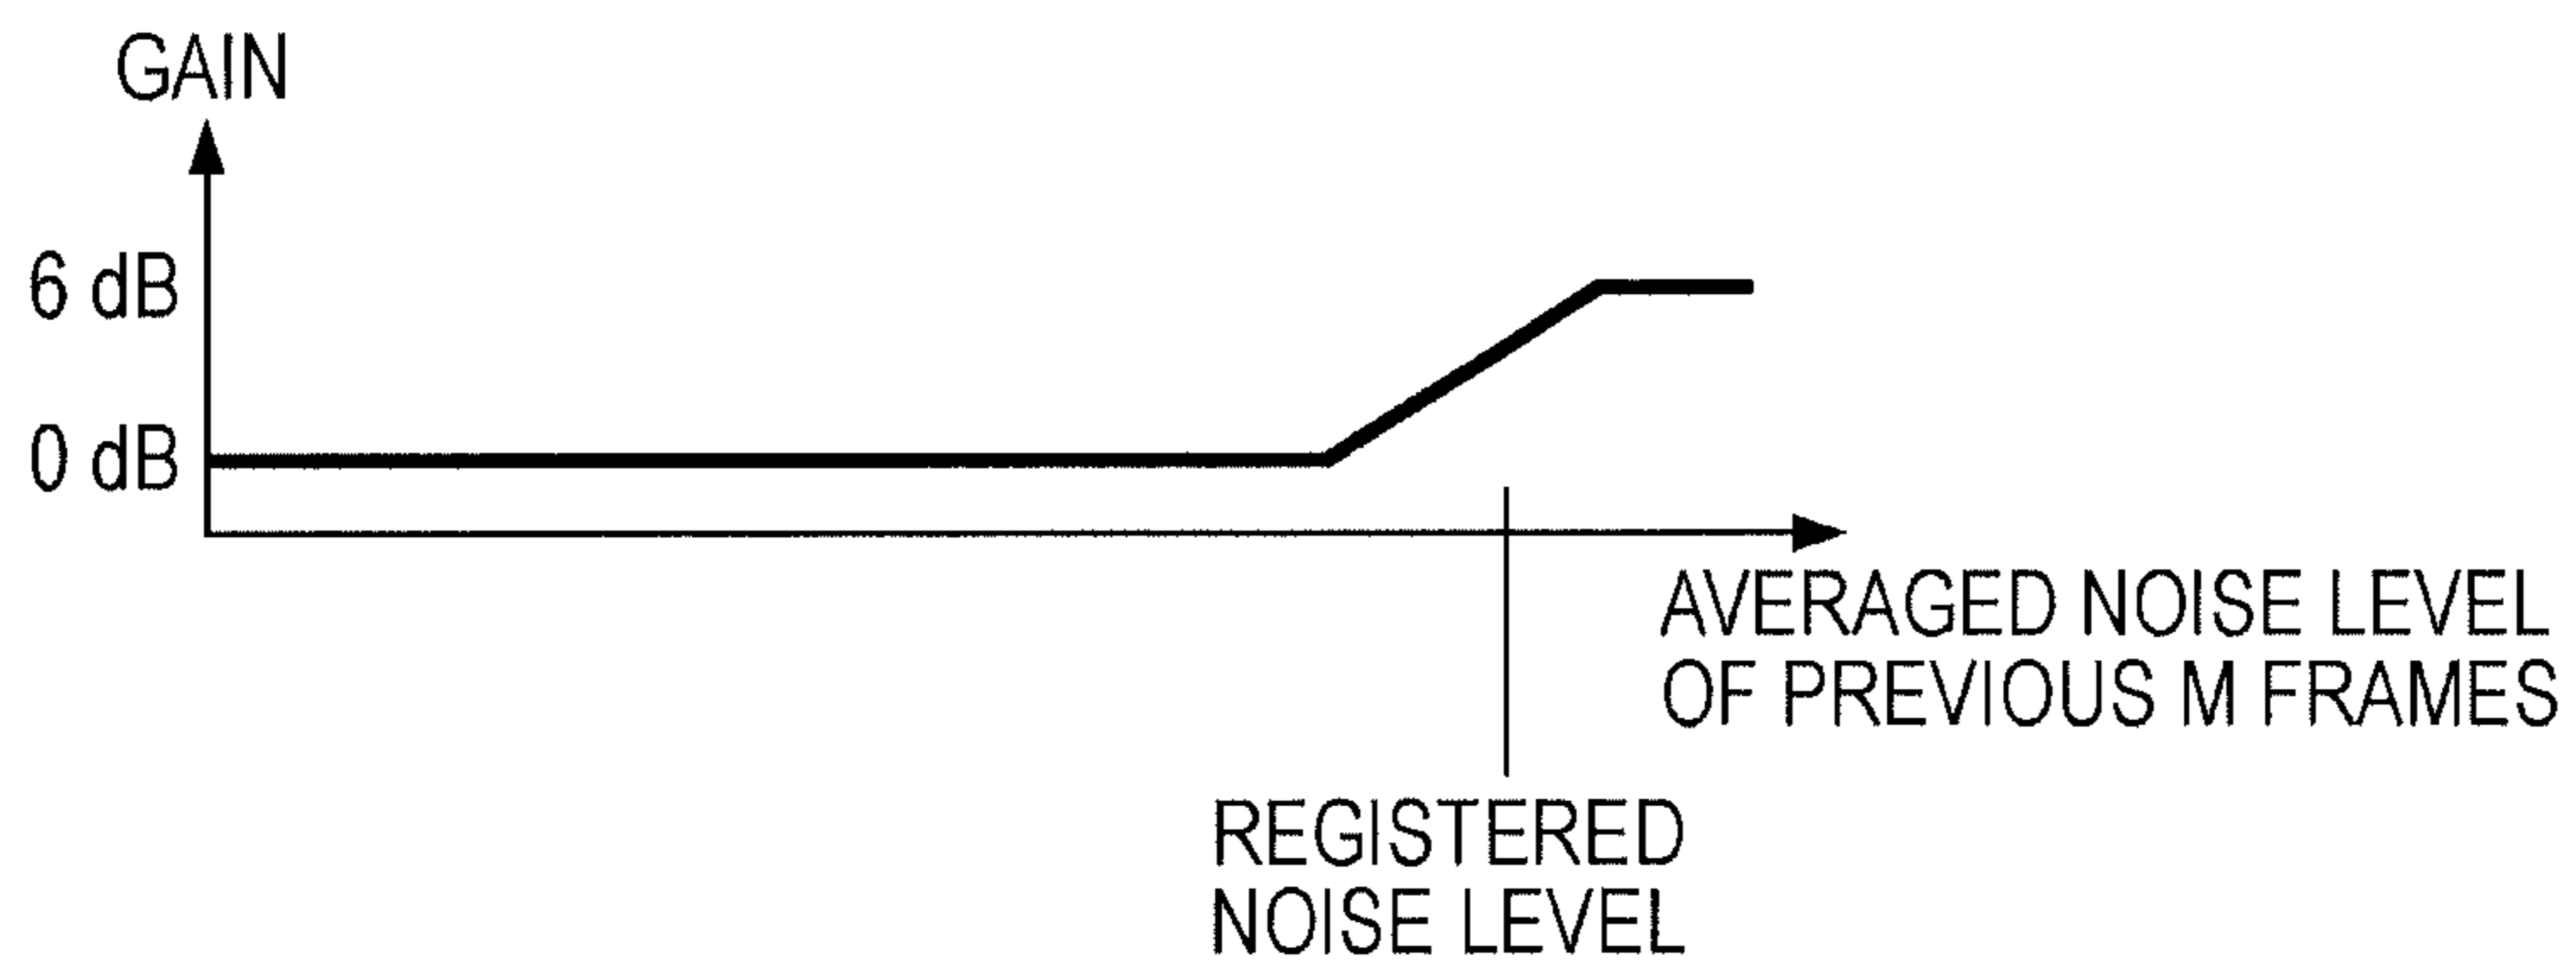 GAIN
6 dB
0 dB
AVERAGED NOISE LEVEL
OF PREVIOUS M FRAMES
REGISTERED
NOISE LEVEL